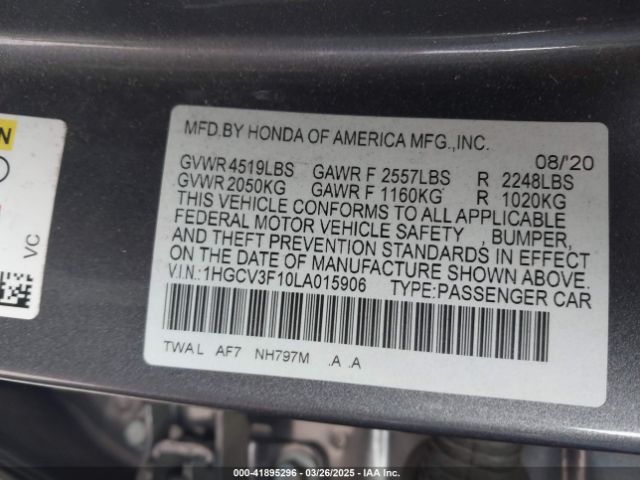 MFD.BY HONDA OF AMERICA MFG.,INC.
08/'20
GVWR 4519LBS GAWR F 2557LBS R 2248LBS
GVWR 2050KG GAWR F 1160KG R 1020KG
THIS VEHICLE CONFORMS TO ALL APPLICABLE
FEDERAL MOTOR VEHICLE SAFETY , BUMPER,
AND THEFT PREVENTION STANDARDS IN EFFECT
ON THE DATE OF MANUFACTURE SHOWN ABOVE.
V.I.N.:1HGCV3F10LA015906 TYPE:PASSENGER CAR
TWAL AF7 NH797M .A .A
N
VC
000-41895296 - 03/26/2025 - IAA Inc.